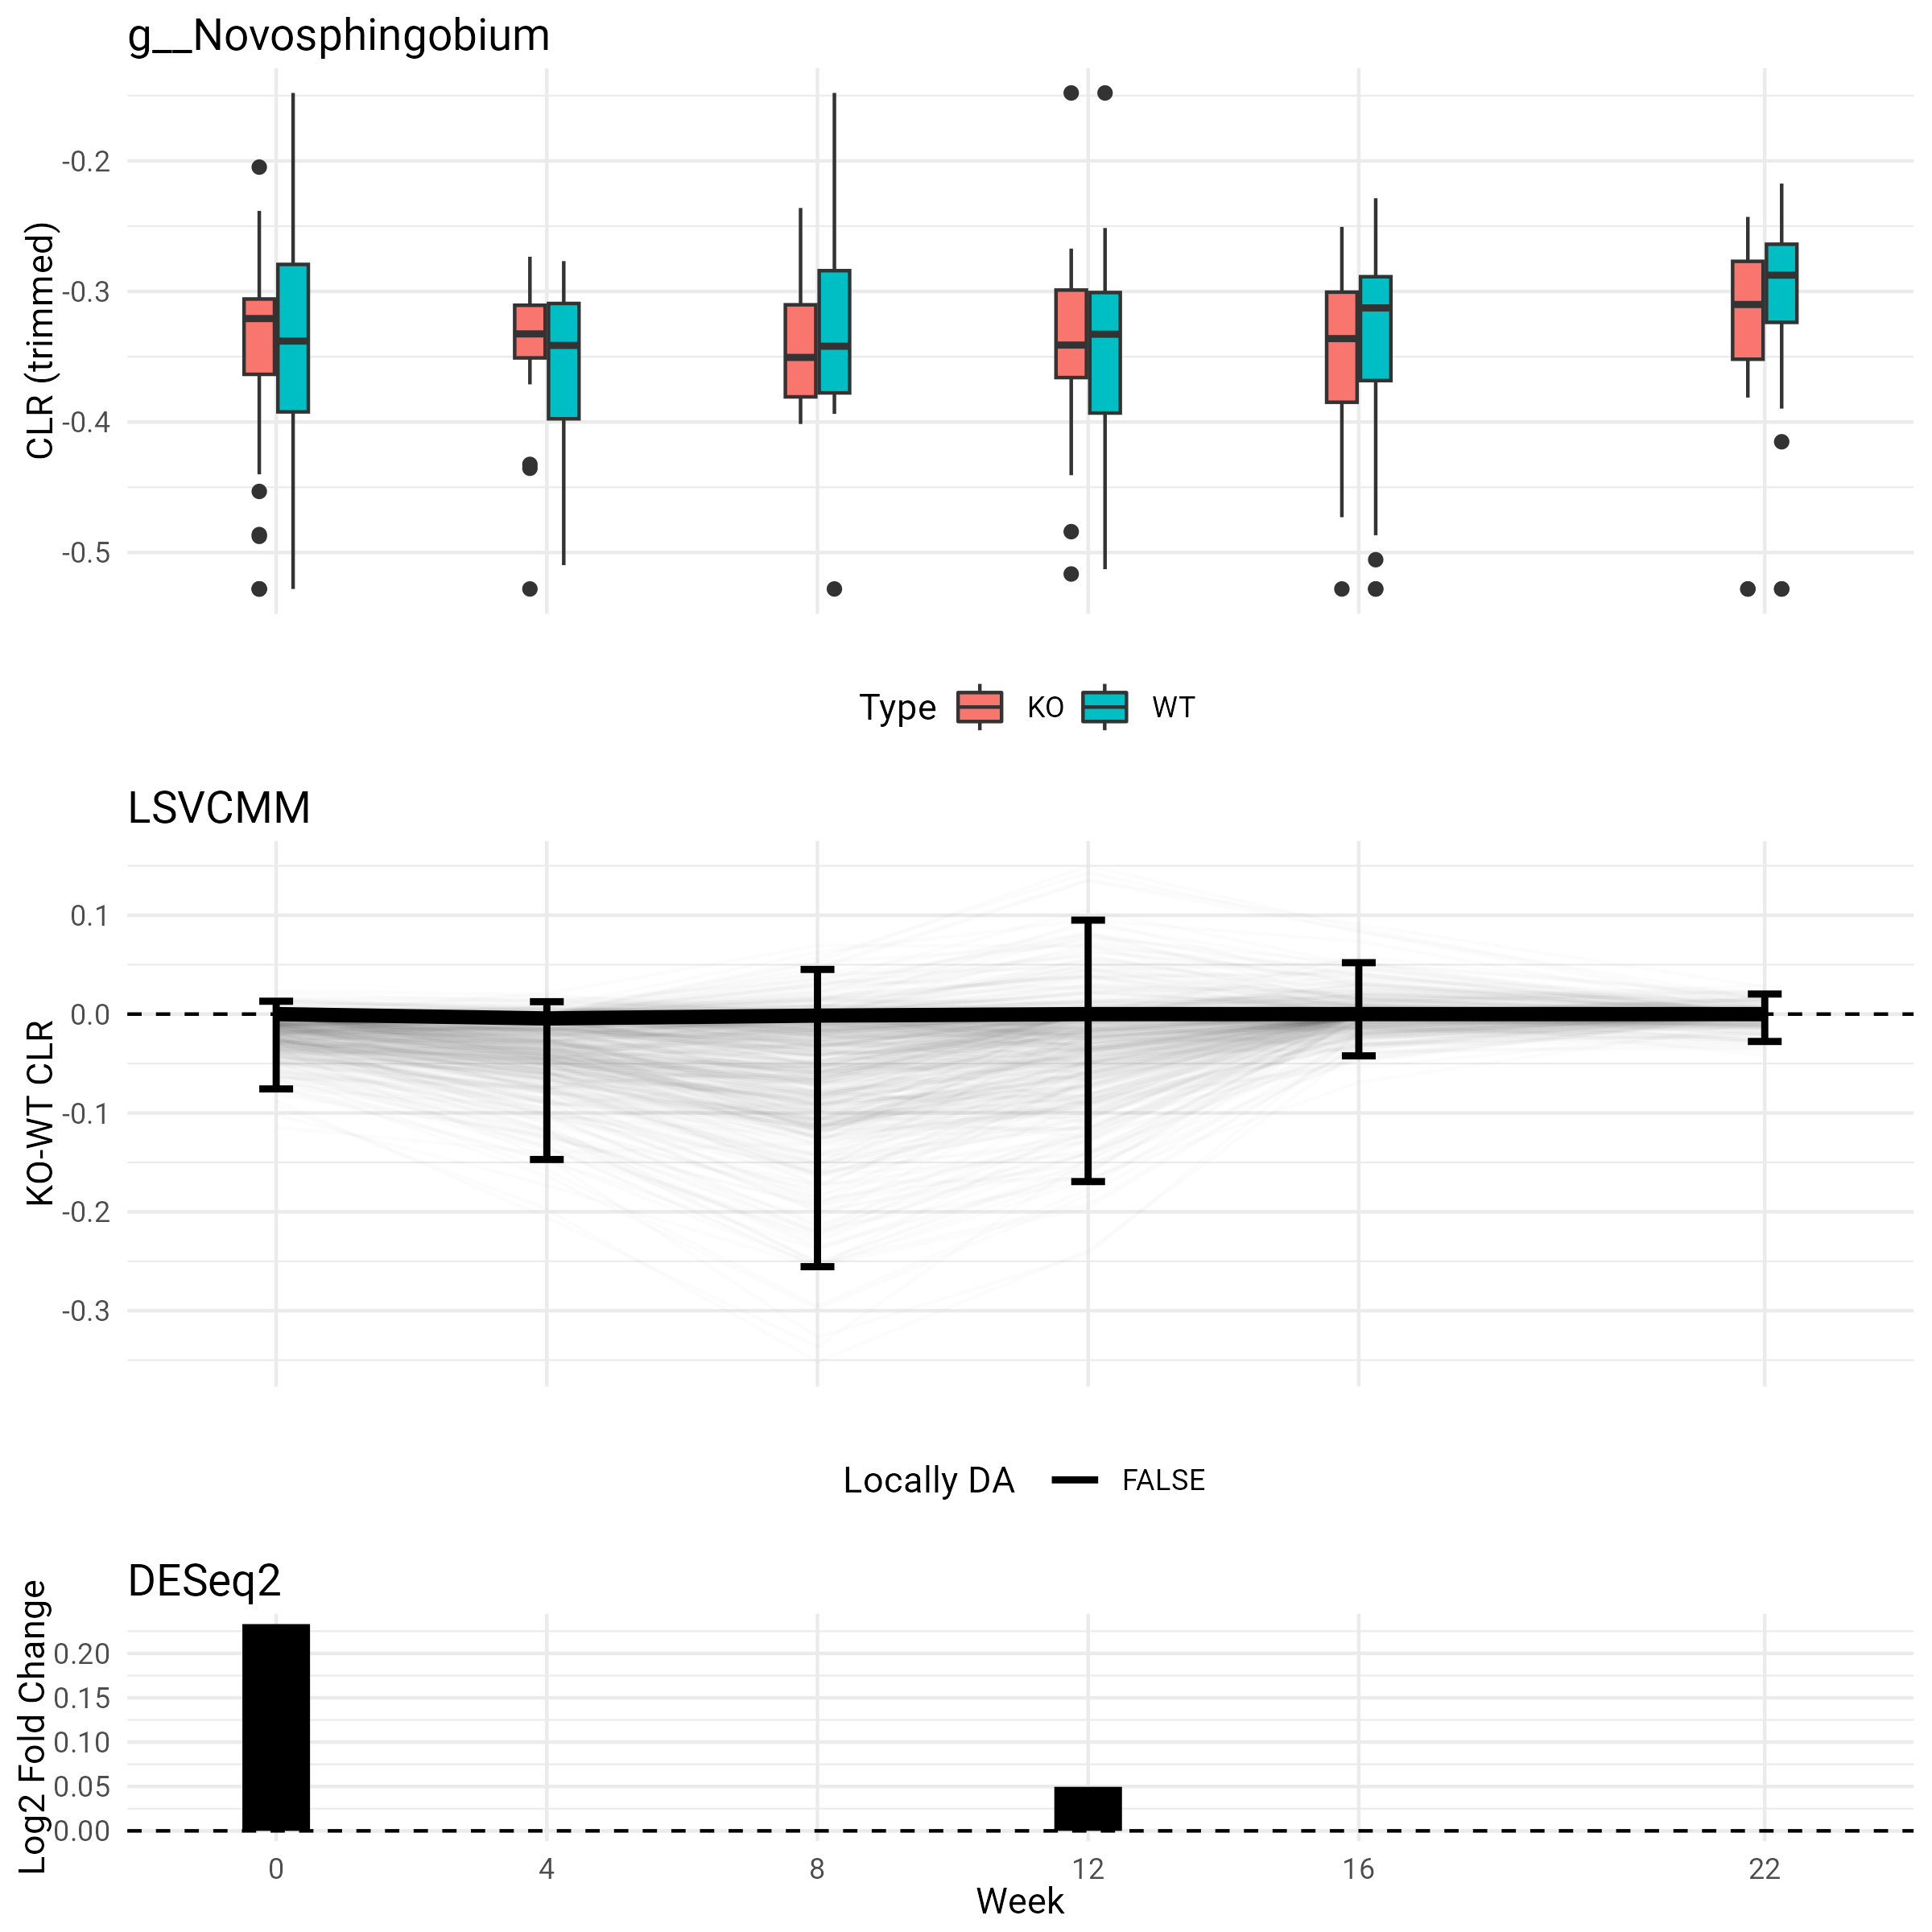 g__Novosphingobium
CLR (trimmed)
-0.2
-0.3
-0.4
-0.5
Type KO WT
LSVCMM
KO-WT CLR
0.1
0.0
-0.1
-0.2
-0.3
Locally DA FALSE
DESeq2
Log2 Fold Change
0.20
0.15
0.10
0.05
0.00
0 4 8 12 16 22
Week